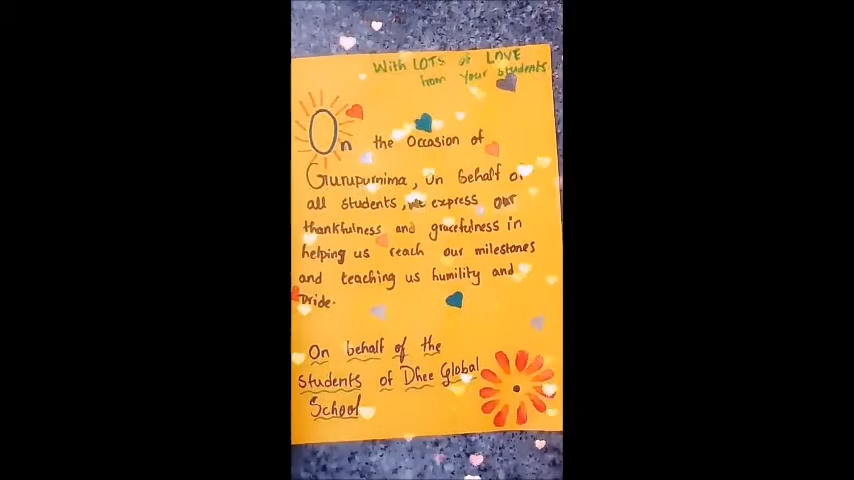 With LOTS of LOVE
from your students
On the Occasion of
Gurupurnima, on behalf of
all students, we express our
thankfulness and gracefulness in
helping us reach our milestones
and teaching us humility and
Pride.
On behalf of the
students of Dhee Global
School